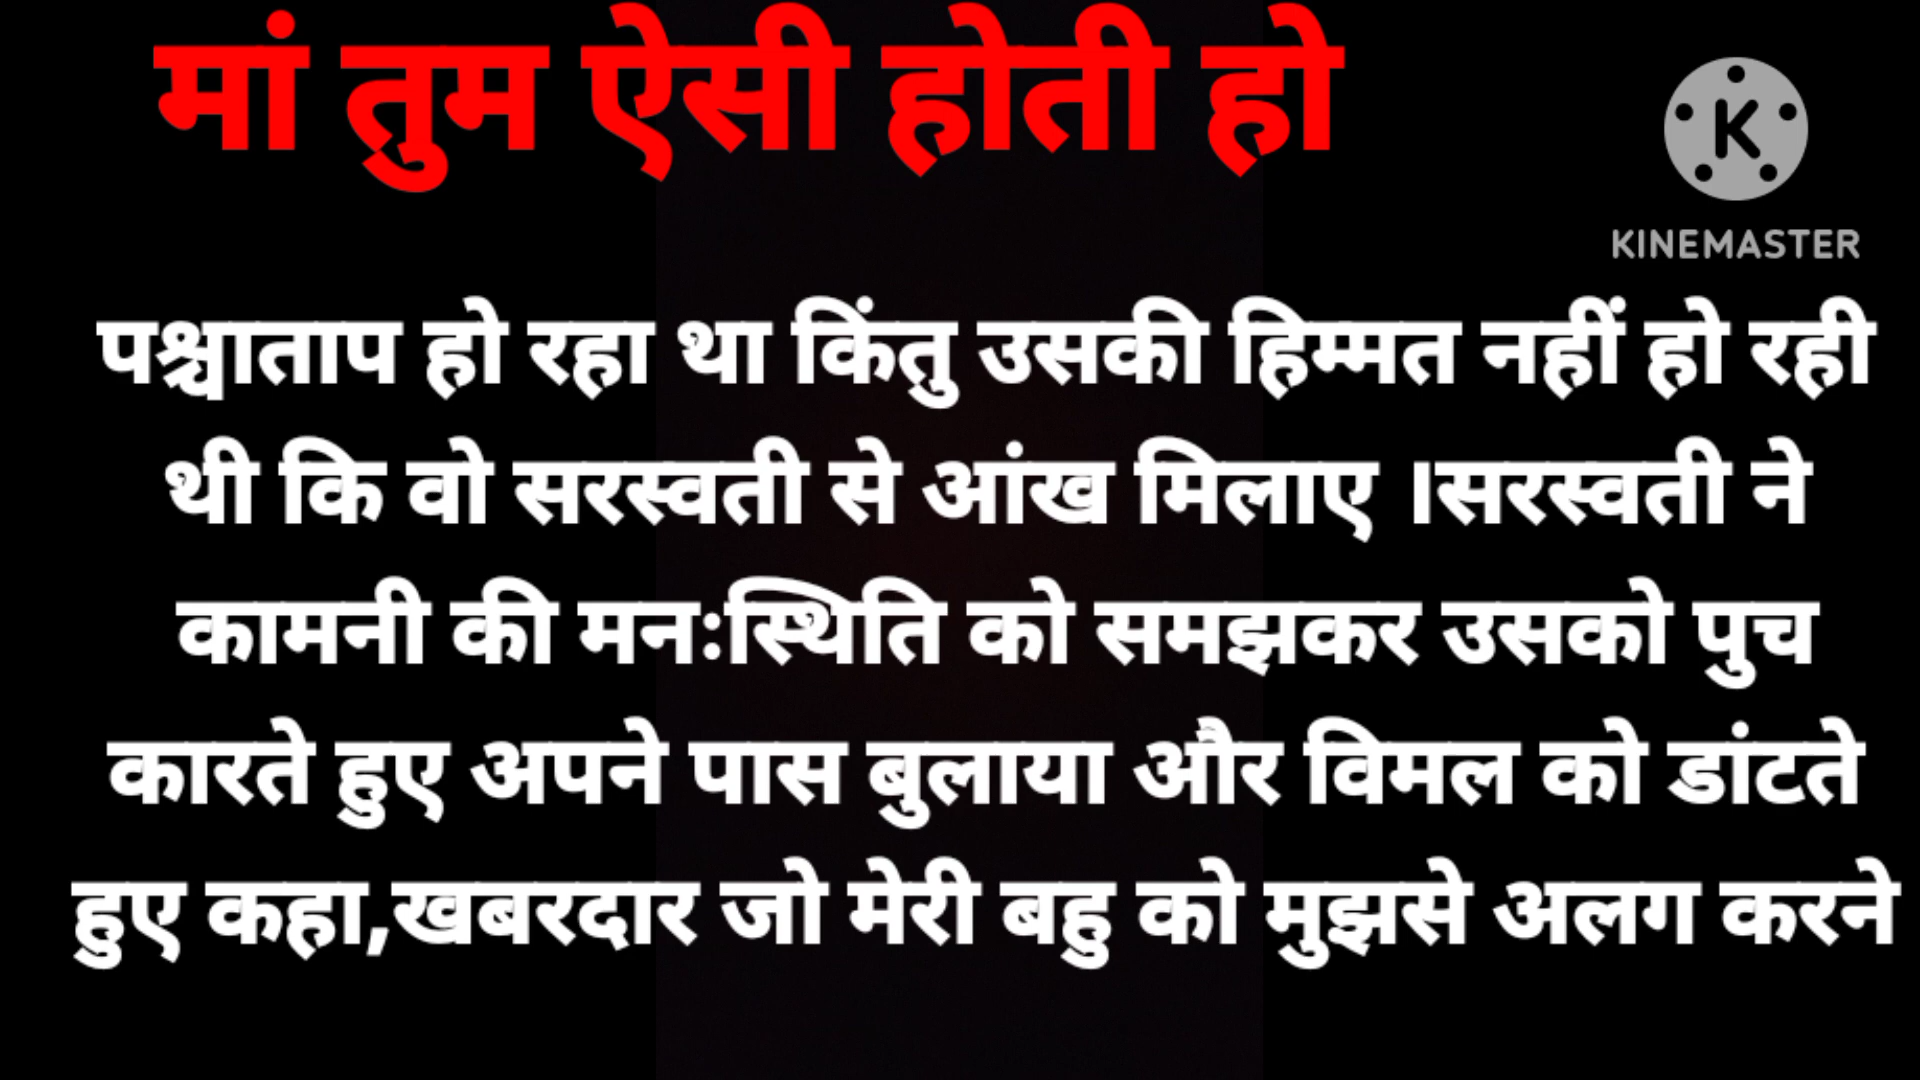 मां तुम ऐसी होती हो
KINEMASTER
पश्चाताप हो रहा था किंतु उसकी हिम्मत नहीं हो रही
थी कि वो सरस्वती से आंख मिलाए ।सरस्वती ने
कामनी की मनःस्थिति को समझकर उसको पुच
कारते हुए अपने पास बुलाया और विमल को डांटते
हुए कहा,खबरदार जो मेरी बहु को मुझसे अलग करने